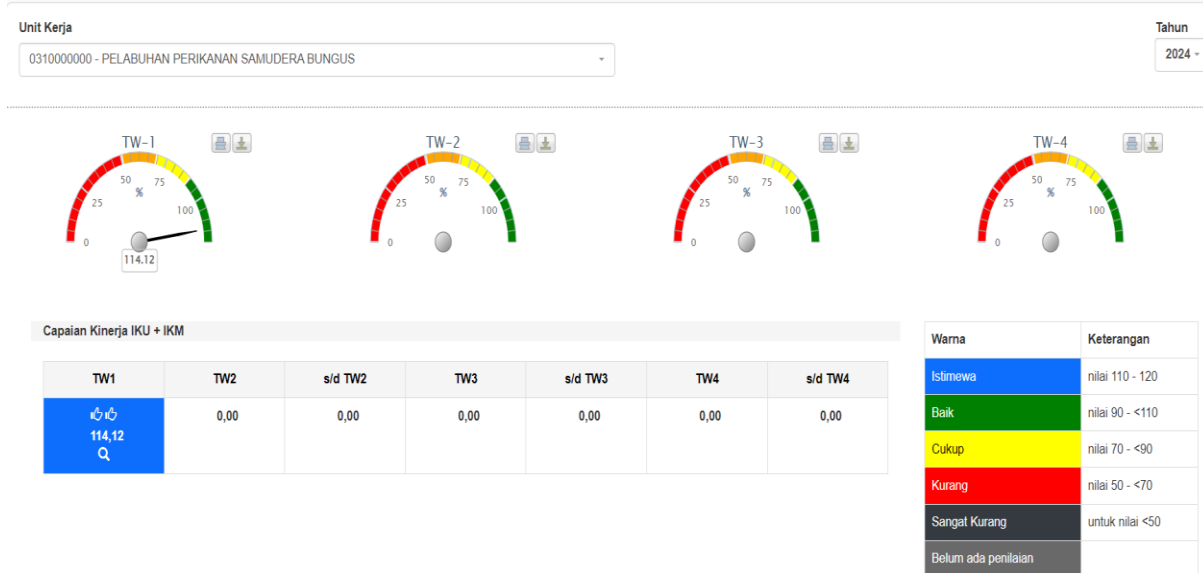 Unit Kerja
Tahun
0310000000 - PELABUHAN PERIKANAN SAMUDERA BUNGUS
2024
TW-1
TW-2
TW-3
TW-4
0 25 50 75 100
%
114.12
0 25 50 75 100
%
0 25 50 75 100
%
0 25 50 75 100
%
Capaian Kinerja IKU + IKM
TW1 TW2 s/d TW2 TW3 s/d TW3 TW4 s/d TW4
114,12 0,00 0,00 0,00 0,00 0,00 0,00
Warna Keterangan
Istimewa nilai 110 - 120
Baik nilai 90 - <110
Cukup nilai 70 - <90
Kurang nilai 50 - <70
Sangat Kurang untuk nilai <50
Belum ada penilaian